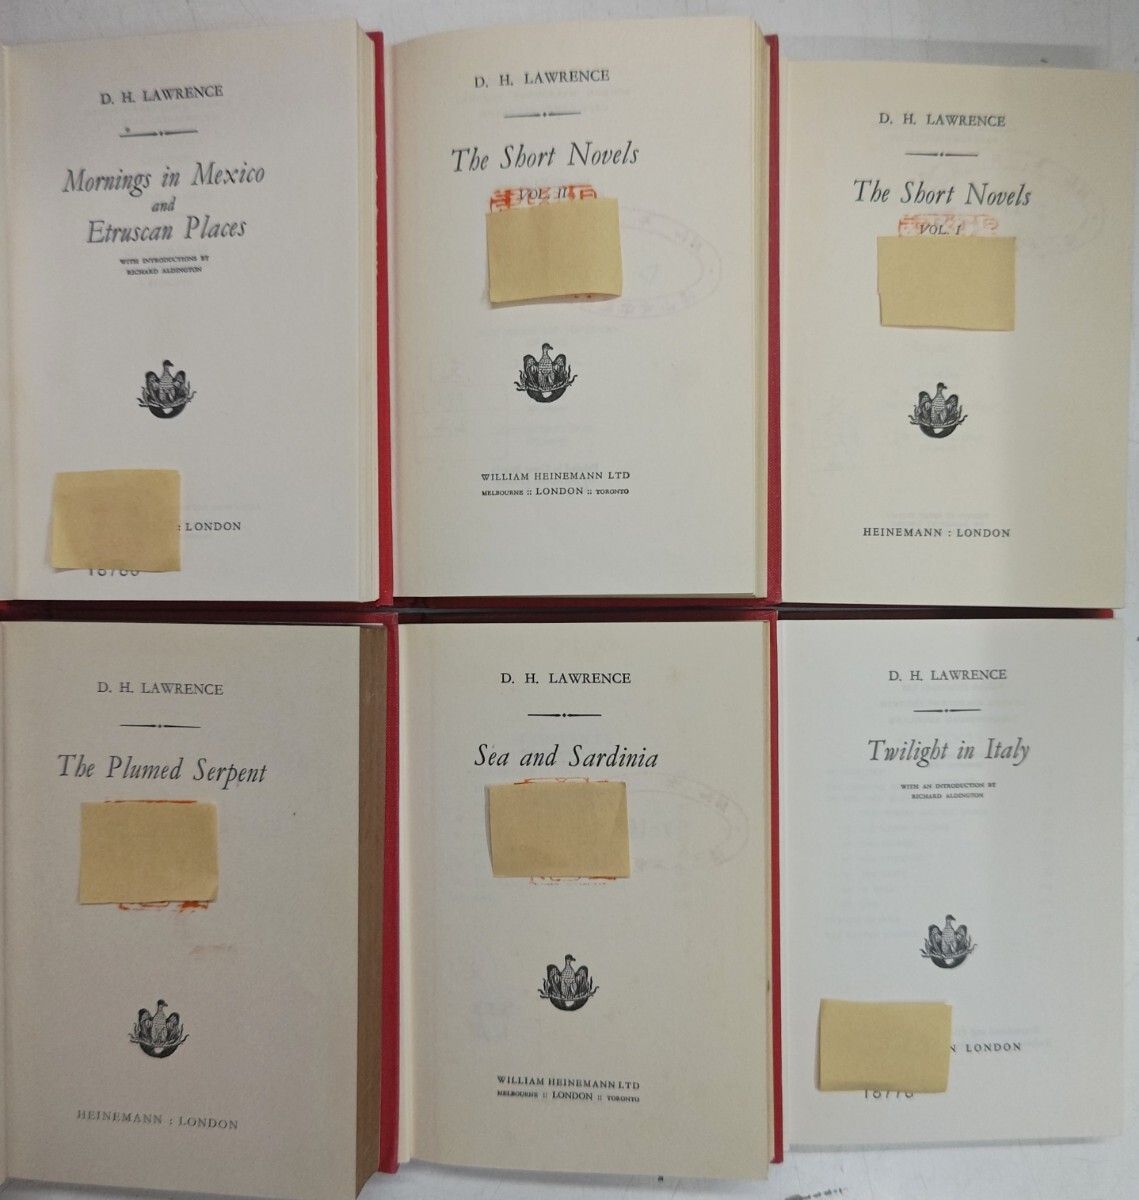 D. H. LAWRENCE
Mornings in Mexico
and
Etruscan Places
WITH INTRODUCTIONS BY
RICHARD ALDINGTON
: LONDON
D. H. LAWRENCE
The Short Novels
VOL. II
WILLIAM HEINEMANN LTD
MELBOURNE :: LONDON :: TORONTO
D. H. LAWRENCE
The Short Novels
VOL. I
HEINEMANN : LONDON
D. H. LAWRENCE
The Plumed Serpent
HEINEMANN : LONDON
D. H. LAWRENCE
Sea and Sardinia
WILLIAM HEINEMANN LTD
MELBOURNE :: LONDON :: TORONTO
D. H. LAWRENCE
Twilight in Italy
WITH AN INTRODUCTION BY
RICHARD ALDINGTON
N LONDON